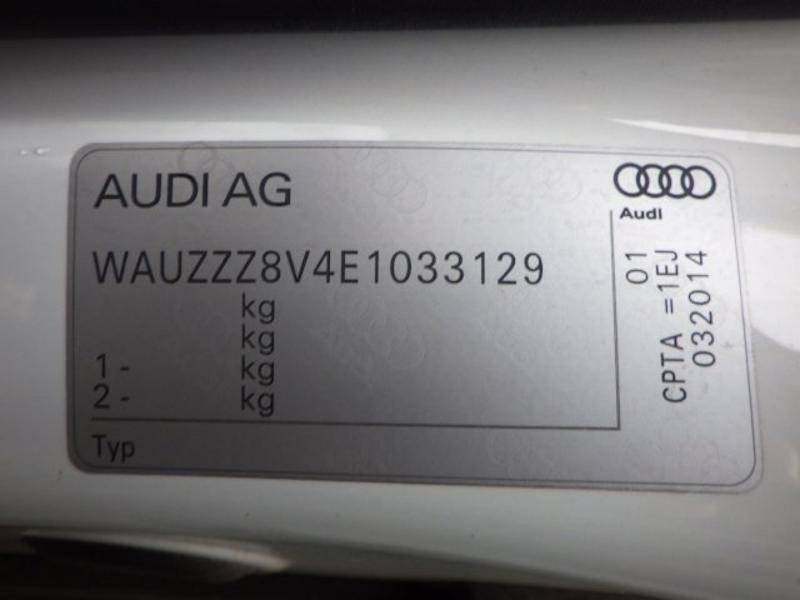 AUDI AG
Audi
WAUZZZ8V4E1033129
kg
kg
1 - kg
2 - kg
Typ
01
CPTA =1EJ
032014